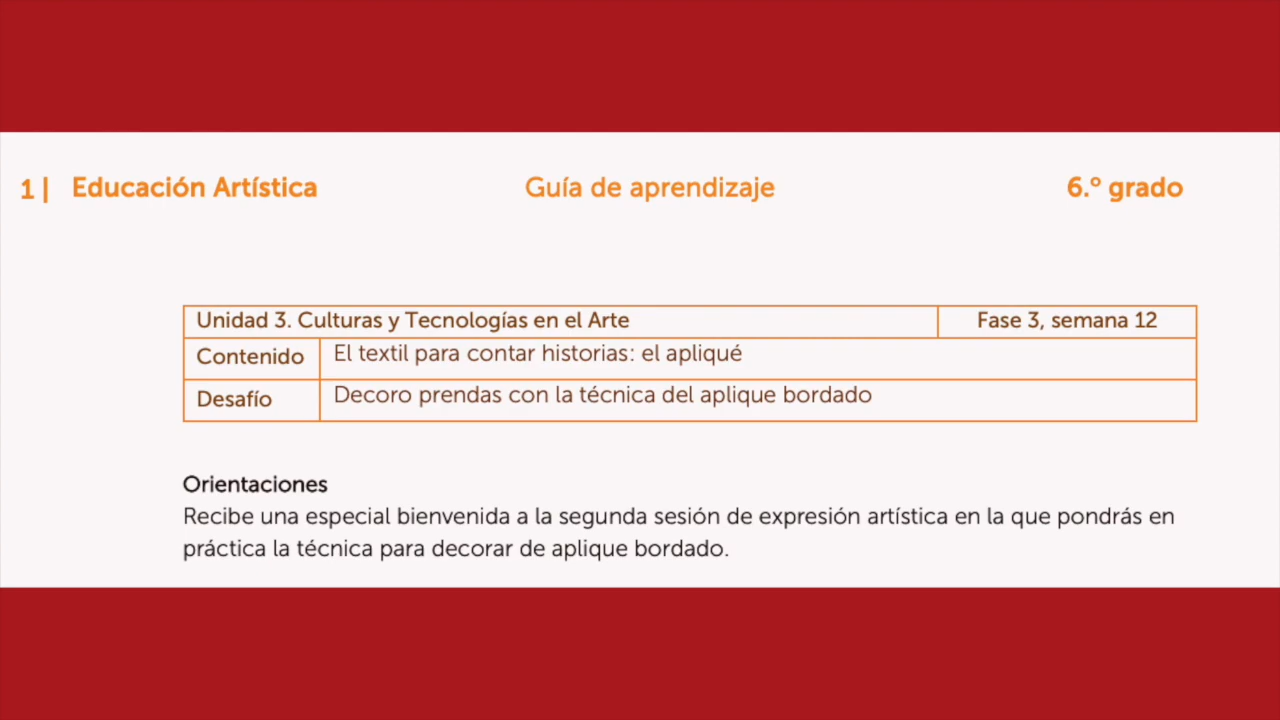 1 | Educación Artística Guía de aprendizaje 6.º grado
Unidad 3. Culturas y Tecnologías en el Arte Fase 3, semana 12
Contenido El textil para contar historias: el apliqué
Desafío Decoro prendas con la técnica del aplique bordado
Orientaciones
Recibe una especial bienvenida a la segunda sesión de expresión artística en la que pondrás en
práctica la técnica para decorar de aplique bordado.